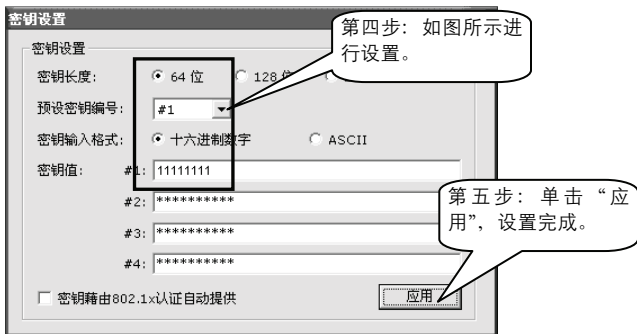 密钥设置
第四步：如图所示进
行设置。
密钥设置
密钥长度： 64 位 128
预设密钥编号： #1
密钥输入格式： 十六进制数字 ASCII
密钥值： #1: 11111111
#2: **********
#3: **********
#4: **********
第五步：单击“应
用”，设置完成。
密钥藉由802.1x认证自动提供 应用